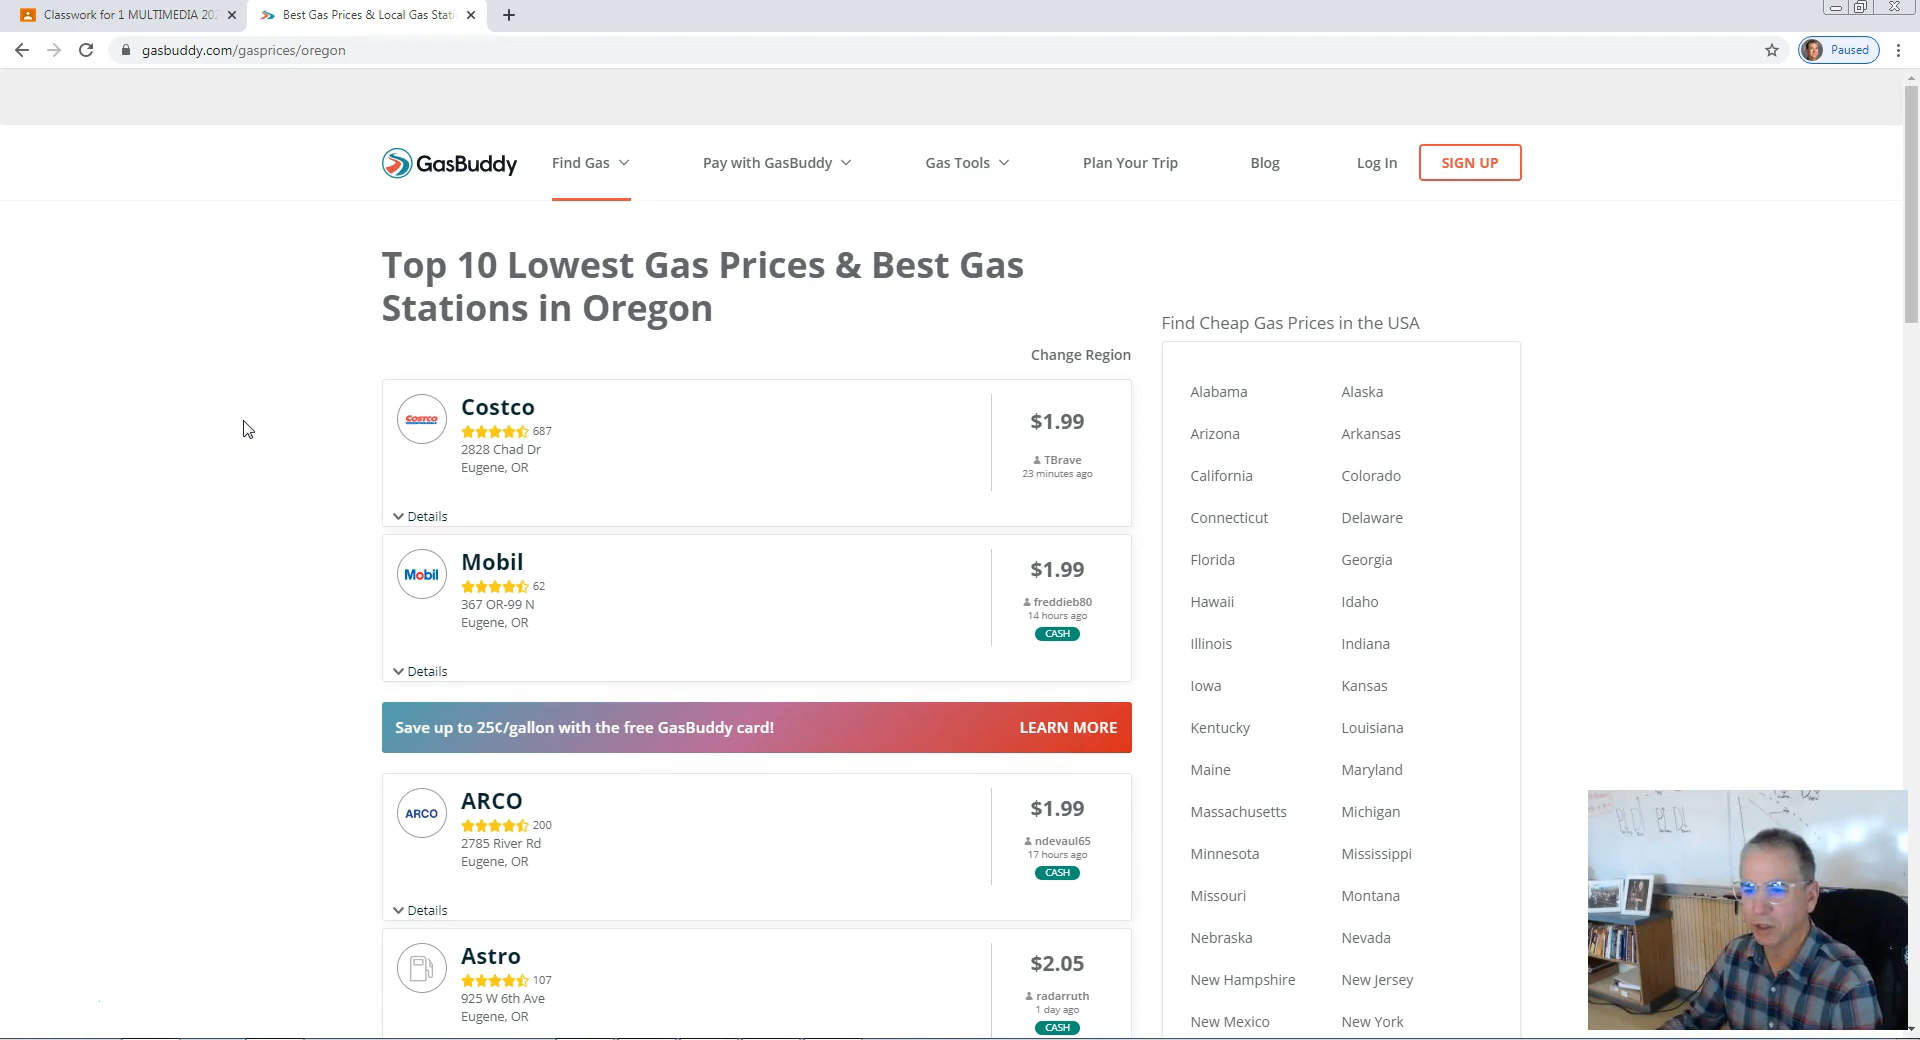 Classwork for 1 MULTIMEDIA 202
Best Gas Prices & Local Gas Stati
gasbuddy.com/gasprices/oregon
Paused
GasBuddy
Find Gas
Pay with GasBuddy
Gas Tools
Plan Your Trip
Blog
Log In
SIGN UP
Top 10 Lowest Gas Prices & Best Gas
Stations in Oregon
Change Region
COSTCO
Costco
687
2828 Chad Dr
Eugene, OR
$1.99
TBrave
23 minutes ago
Details
Mobil
Mobil
62
367 OR-99 N
Eugene, OR
$1.99
freddieb80
14 hours ago
CASH
Details
Save up to 25¢/gallon with the free GasBuddy card!
LEARN MORE
ARCO
ARCO
200
2785 River Rd
Eugene, OR
$1.99
ndevaul65
17 hours ago
CASH
Details
Astro
107
925 W 6th Ave
Eugene, OR
$2.05
radarruth
1 day ago
CASH
Find Cheap Gas Prices in the USA
Alabama Alaska
Arizona Arkansas
California Colorado
Connecticut Delaware
Florida Georgia
Hawaii Idaho
Illinois Indiana
Iowa Kansas
Kentucky Louisiana
Maine Maryland
Massachusetts Michigan
Minnesota Mississippi
Missouri Montana
Nebraska Nevada
New Hampshire New Jersey
New Mexico New York